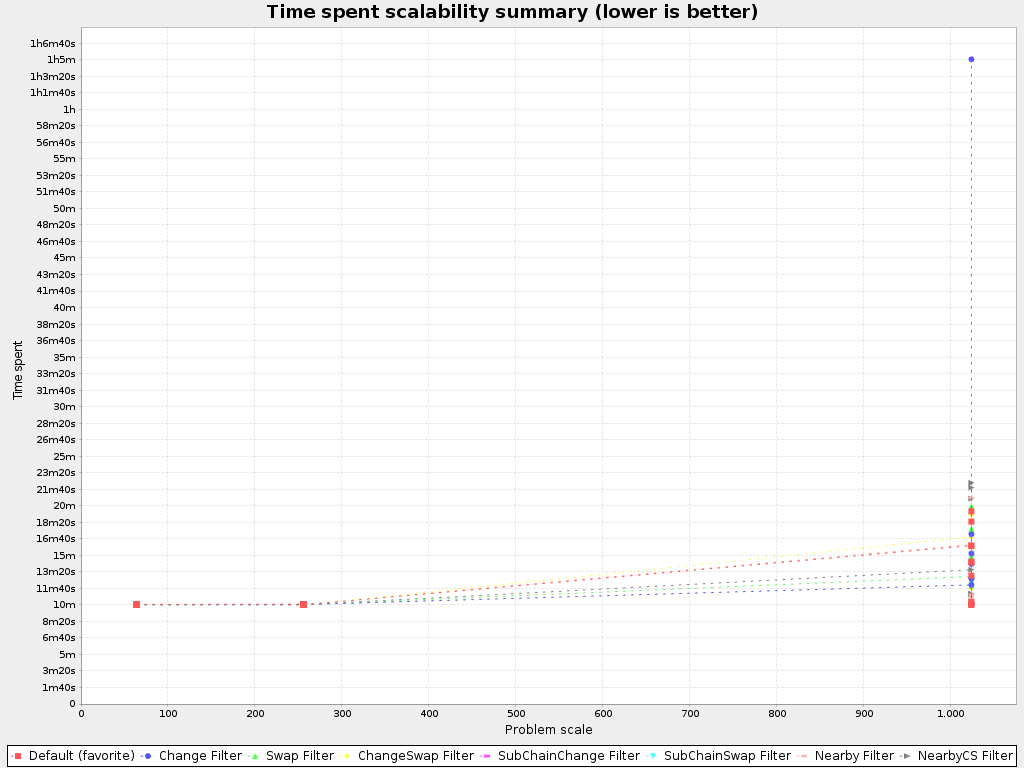 Time spent scalability summary (lower is better)
1h6m40s
1h5m
1h3m20s
1h1m40s
1h
58m20s
56m40s
55m
53m20s
51m40s
50m
48m20s
46m40s
45m
43m20s
41m40s
40m
38m20s
36m40s
35m
33m20s
31m40s
30m
28m20s
26m40s
25m
23m20s
21m40s
20m
18m20s
16m40s
15m
13m20s
11m40s
10m
8m20s
6m40s
5m
3m20s
1m40s
0
Time spent
0 100 200 300 400 500 600 700 800 900 1.000
Problem scale
Default (favorite) Change Filter Swap Filter ChangeSwap Filter SubChainChange Filter SubChainSwap Filter Nearby Filter NearbyCS Filter